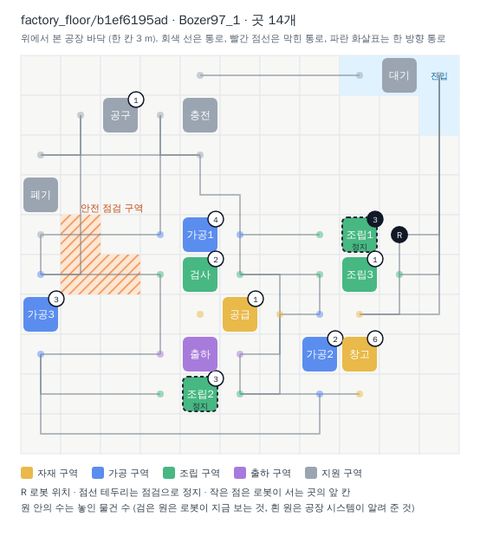 factory_floor/b1ef6195ad · Bozer97_1 · 곳 14개
위에서 본 공장 바닥 (한 칸 3 m). 회색 선은 통로, 빨간 점선은 막힌 통로, 파란 화살표는 한 방향 통로
대기
진입
공구 1
충전
폐기
안전 점검 구역
가공1 4
조립1 3
정지
R
검사 2
조립3 1
가공3 3
공급 1
출하
가공2 2
창고 6
조립2 3
정지
자재 구역 가공 구역 조립 구역 출하 구역 지원 구역
R 로봇 위치 · 점선 테두리는 점검으로 정지 · 작은 점은 로봇이 서는 곳의 앞 칸
원 안의 수는 놓인 물건 수 (검은 원은 로봇이 지금 보는 것, 흰 원은 공장 시스템이 알려 준 것)